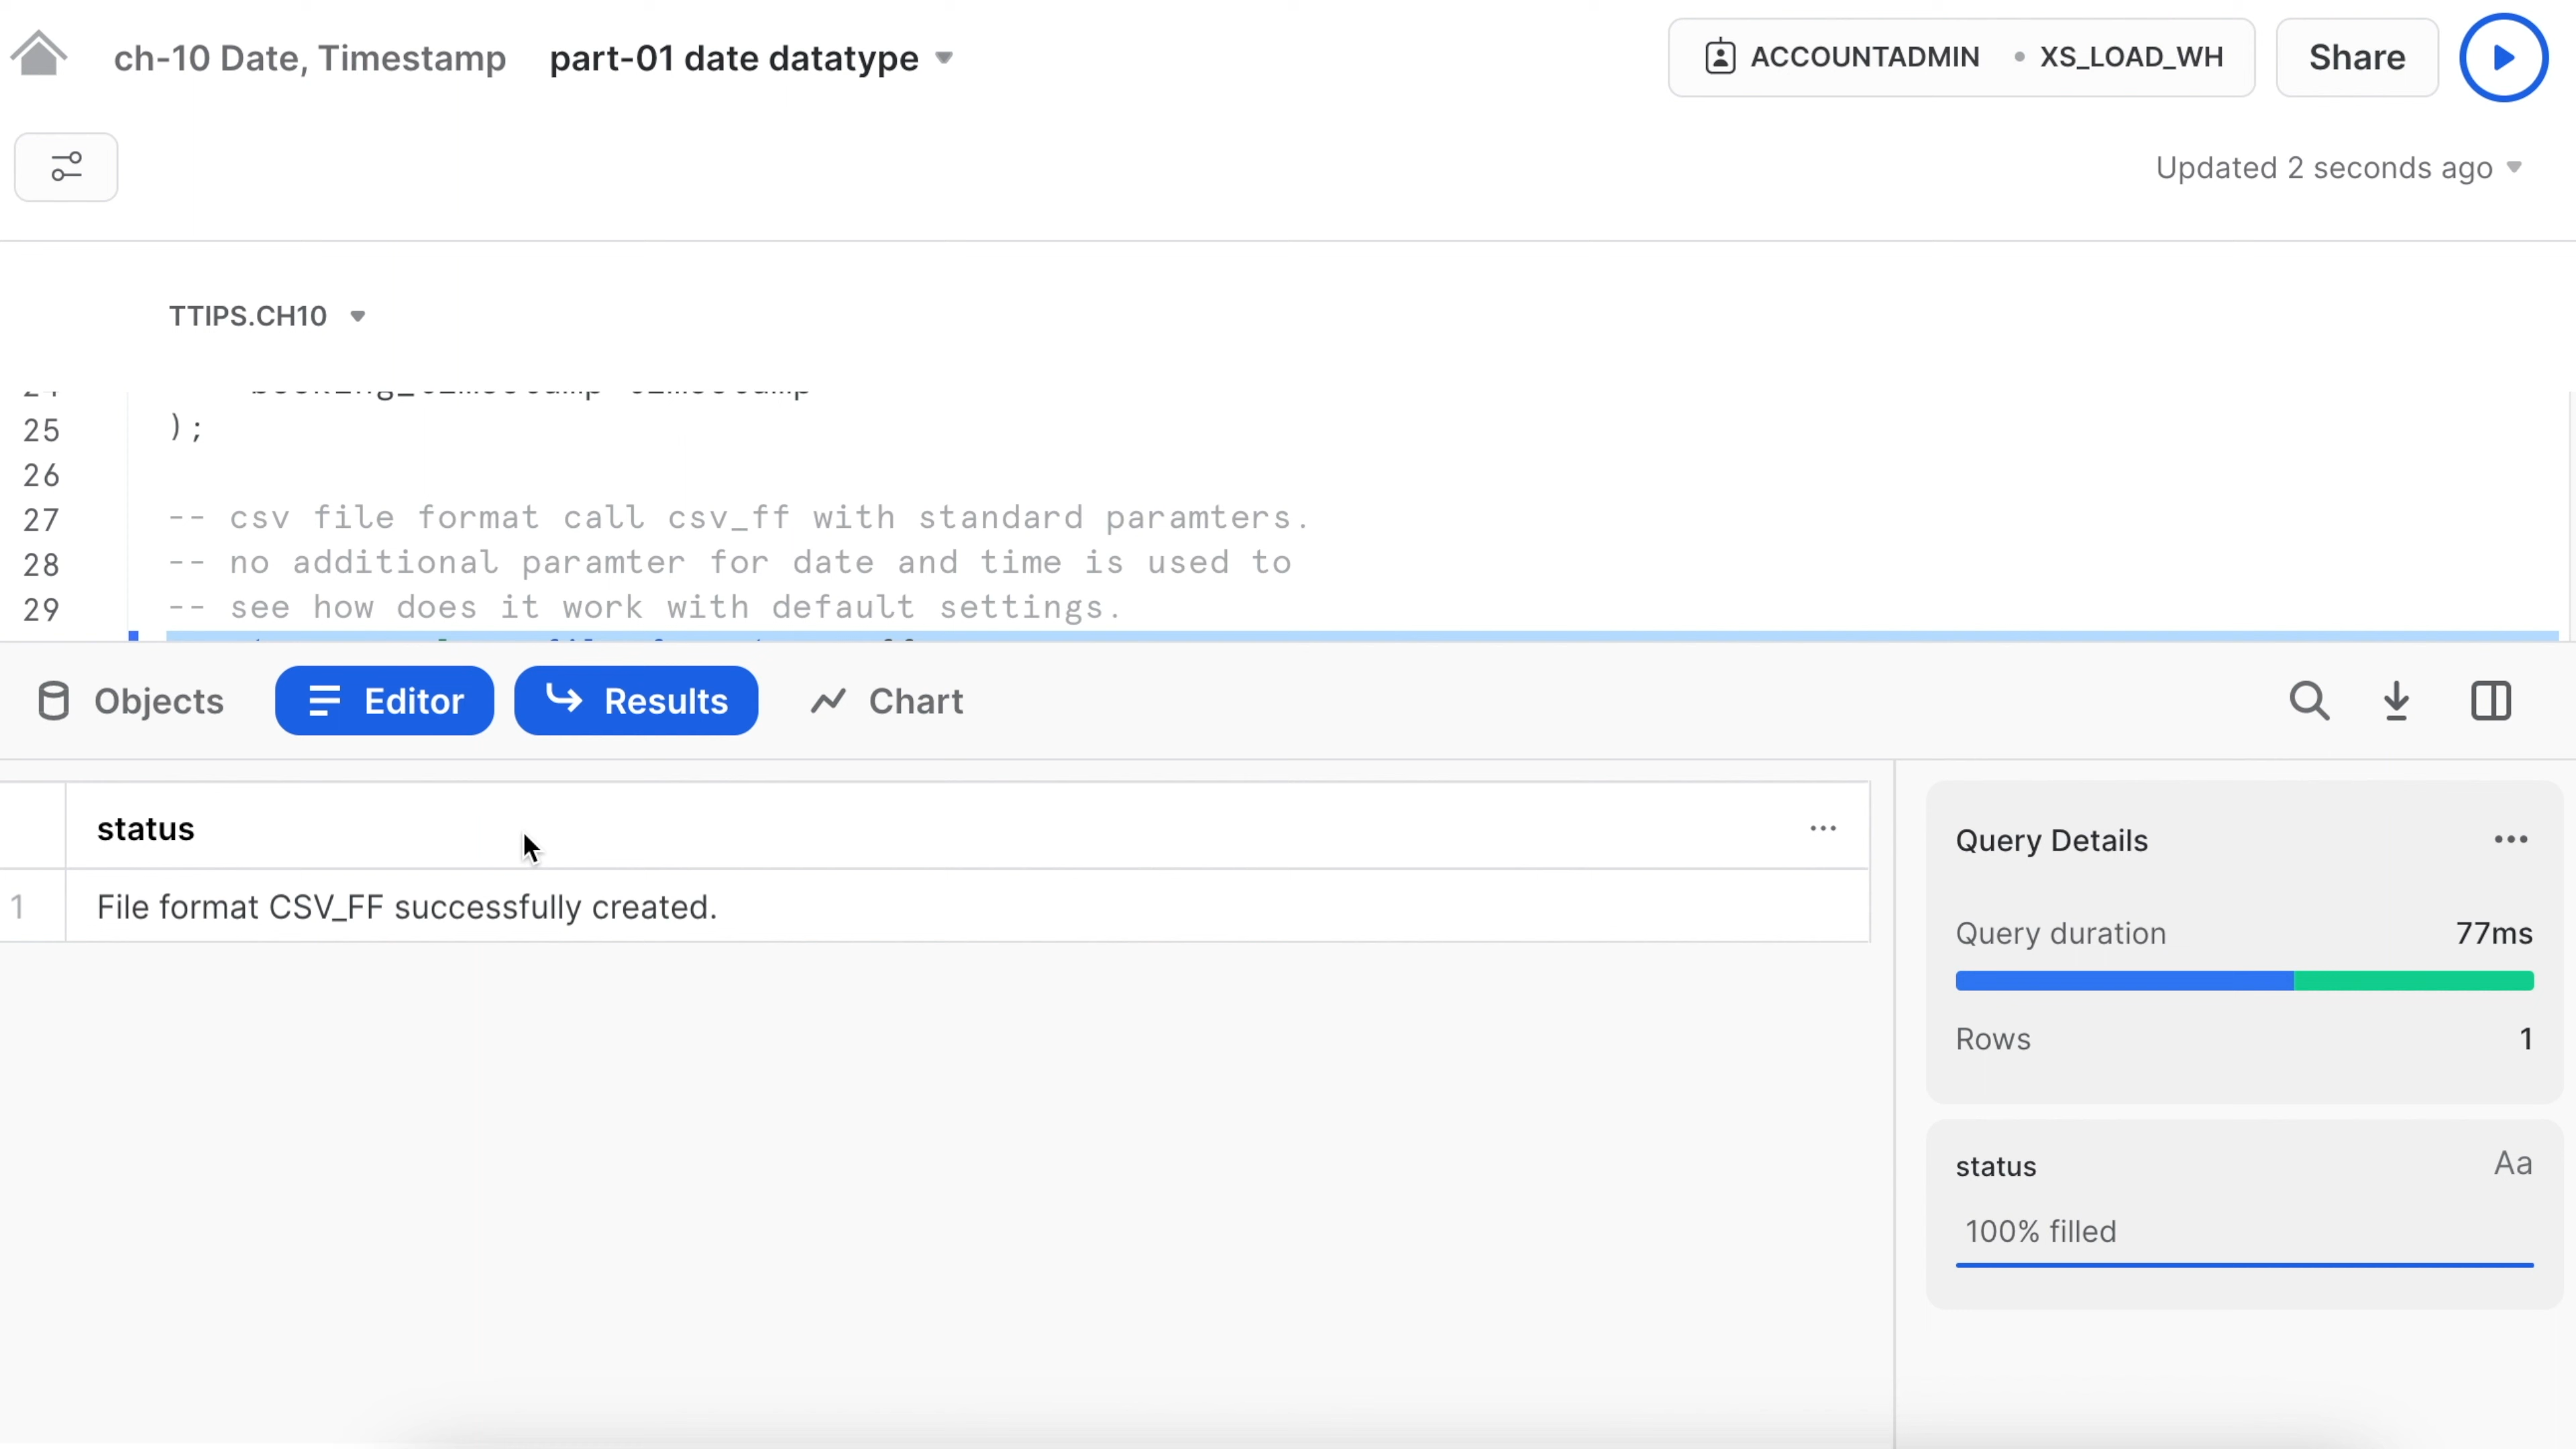 ch-10 Date, Timestamp part-01 date datatype
ACCOUNTADMIN • XS_LOAD_WH Share
Updated 2 seconds ago
TTIPS.CH10
25 );
26
27 -- csv file format call csv_ff with standard paramters.
28 -- no additional paramter for date and time is used to
29 -- see how does it work with default settings.
Objects Editor Results Chart
status ...
1 File format CSV_FF successfully created.
Query Details ...
Query duration 77ms
Rows 1
status Aa
100% filled